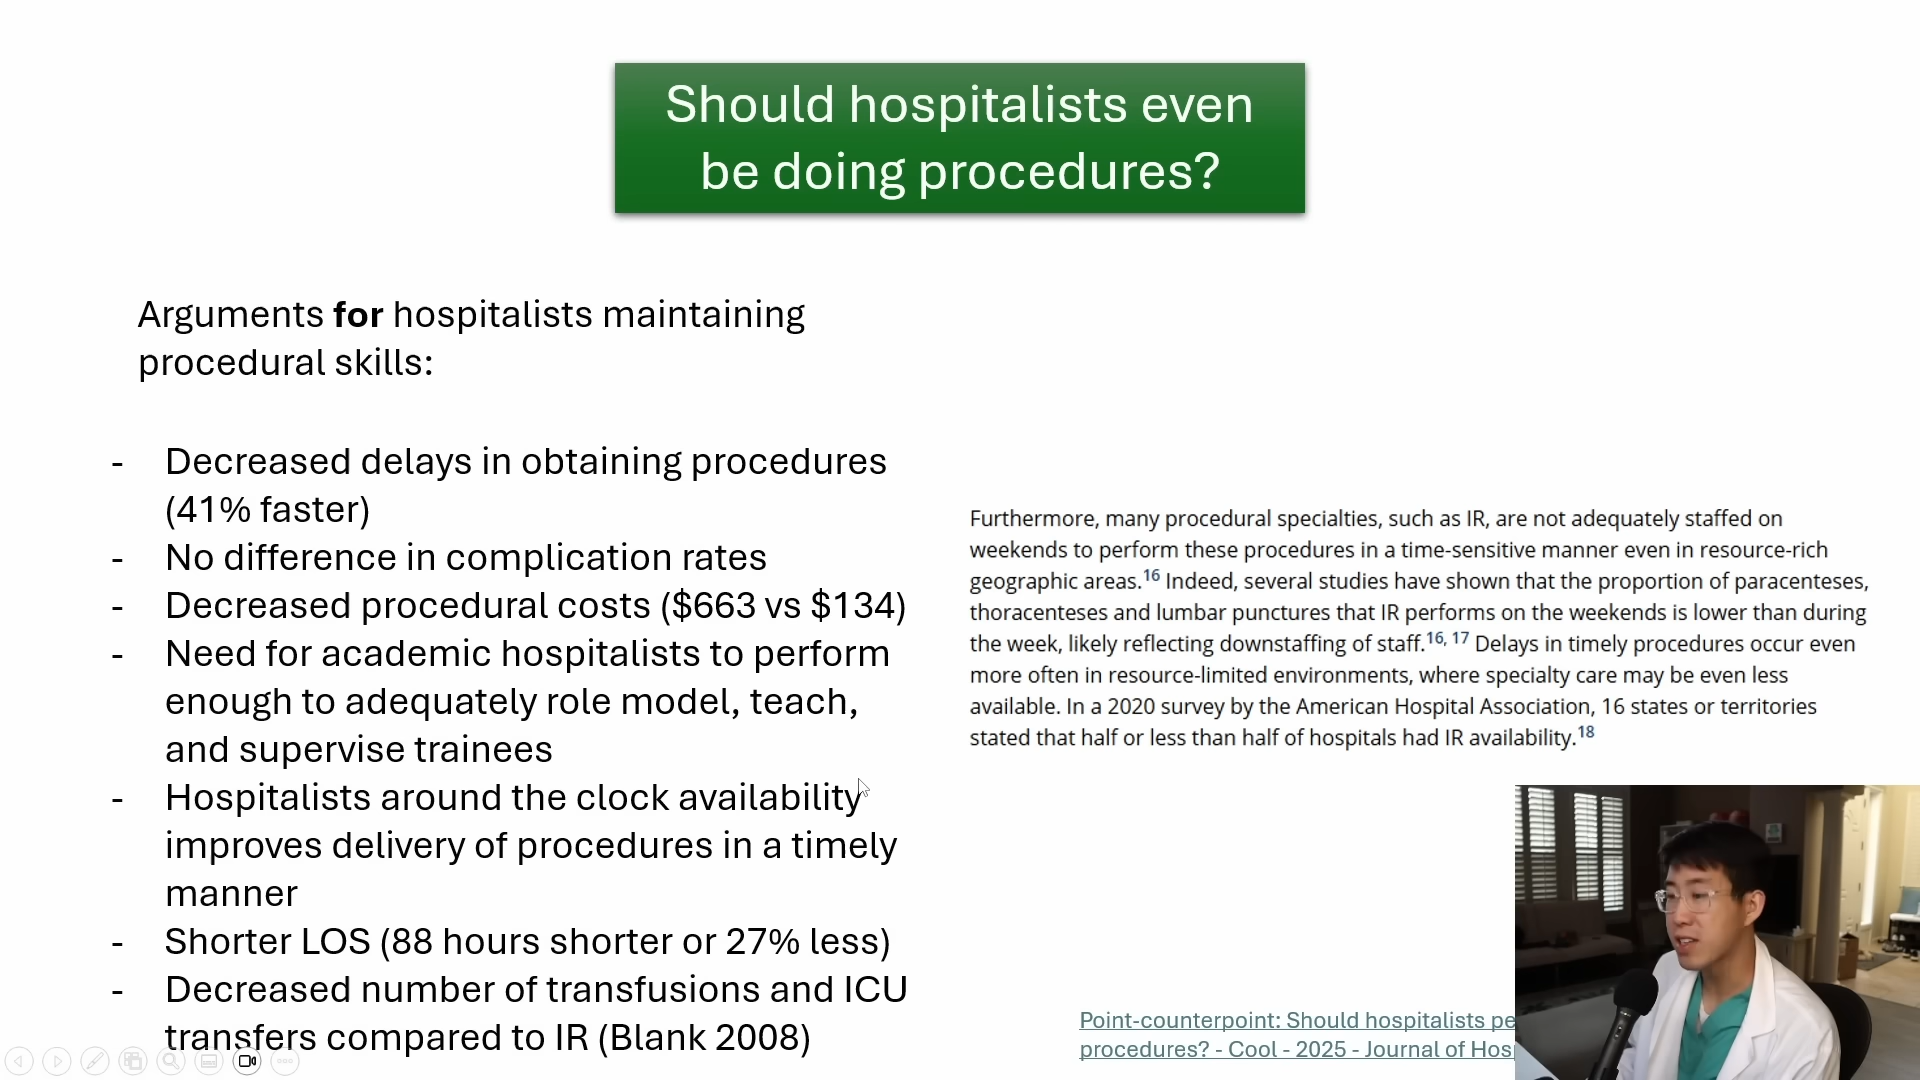 Should hospitalists even
be doing procedures?
Arguments for hospitalists maintaining
procedural skills:
- Decreased delays in obtaining procedures
(41% faster)
- No difference in complication rates
- Decreased procedural costs ($663 vs $134)
- Need for academic hospitalists to perform
enough to adequately role model, teach,
and supervise trainees
- Hospitalists around the clock availability
improves delivery of procedures in a timely
manner
- Shorter LOS (88 hours shorter or 27% less)
- Decreased number of transfusions and ICU
transfers compared to IR (Blank 2008)
Furthermore, many procedural specialties, such as IR, are not adequately staffed on
weekends to perform these procedures in a time-sensitive manner even in resource-rich
geographic areas.16 Indeed, several studies have shown that the proportion of paracenteses,
thoracenteses and lumbar punctures that IR performs on the weekends is lower than during
the week, likely reflecting downstaffing of staff.16, 17 Delays in timely procedures occur even
more often in resource-limited environments, where specialty care may be even less
available. In a 2020 survey by the American Hospital Association, 16 states or territories
stated that half or less than half of hospitals had IR availability.18
Point-counterpoint: Should hospitalists pe
procedures? - Cool - 2025 - Journal of Hosp